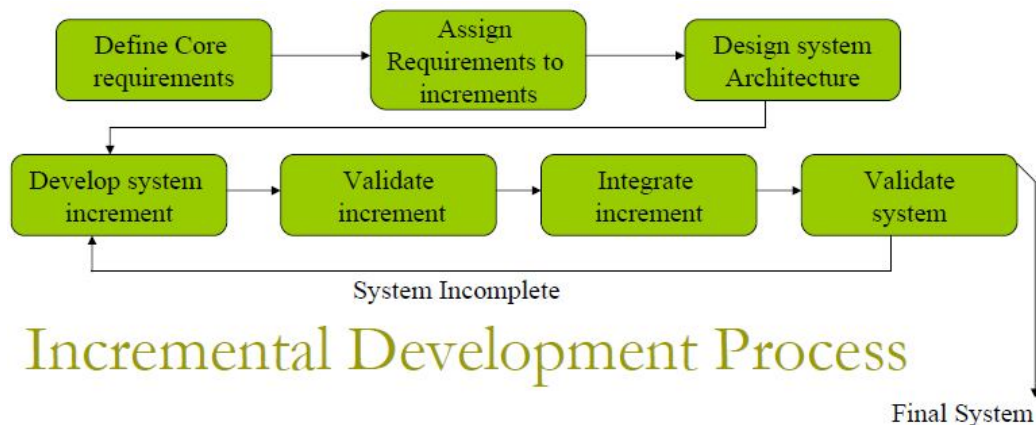 Define Core
requirements
Assign
Requirements to
increments
Design system
Architecture
Develop system
increment
Validate
increment
Integrate
increment
Validate
system
System Incomplete
Incremental Development Process
Final System